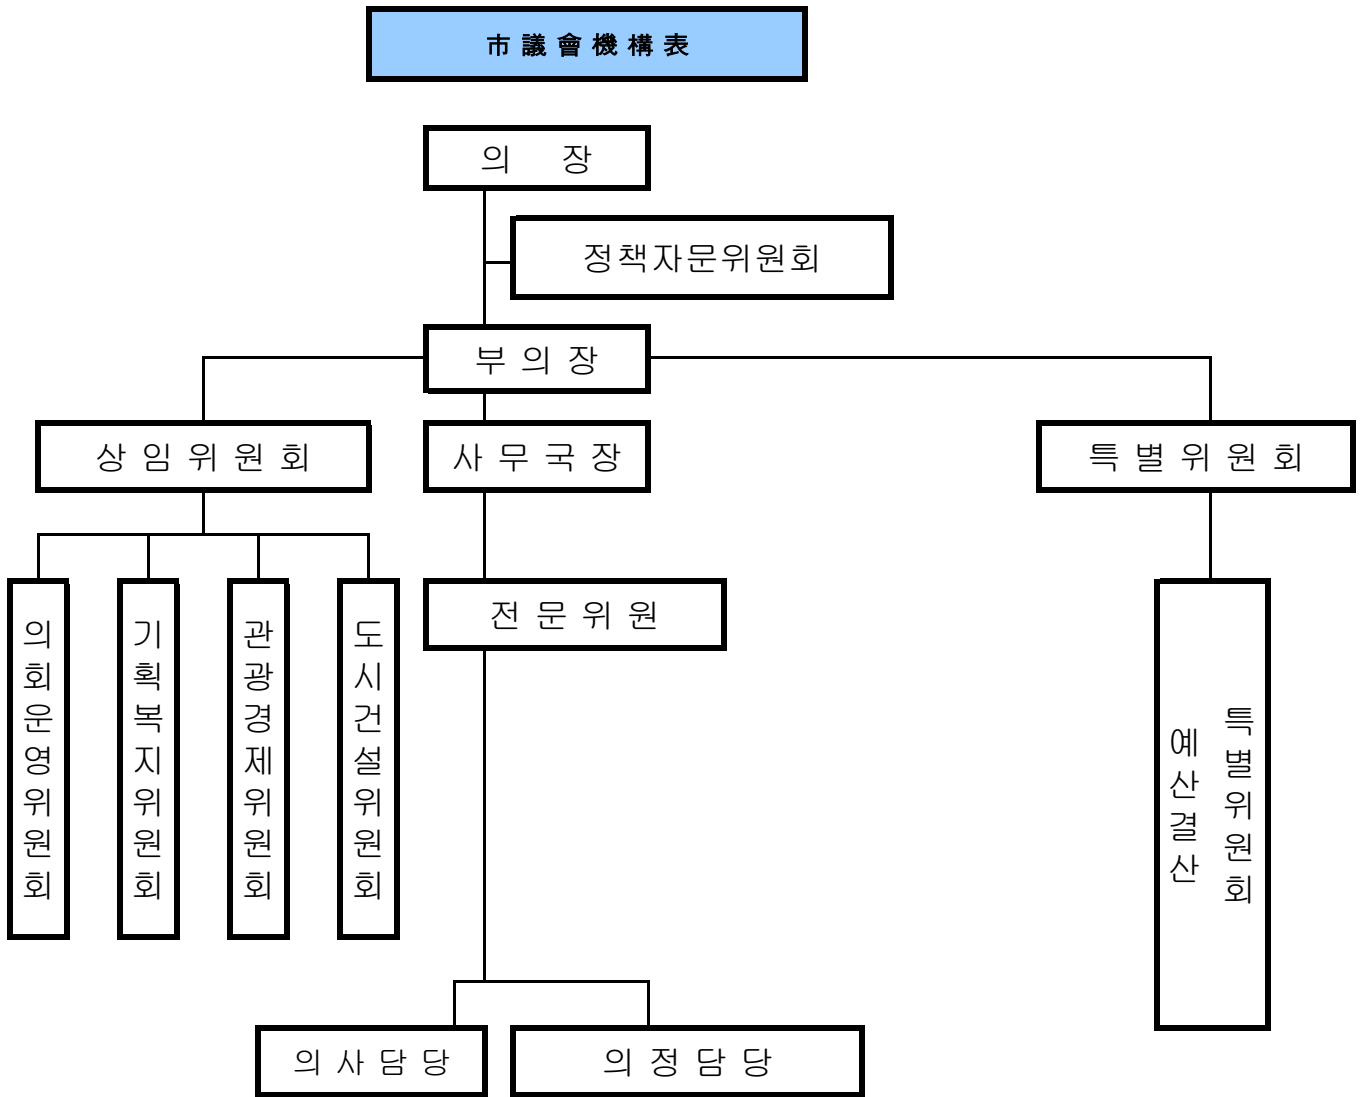 市 議 會 機 構 表
의 장
정책자문위원회
부 의 장
상 임 위 원 회
사 무 국 장
특 별 위 원 회
의회운영위원회
기획복지위원회
관광경제위원회
도시건설위원회
전 문 위 원
예산결산
특별위원회
의 사 담 당
의 정 담 당